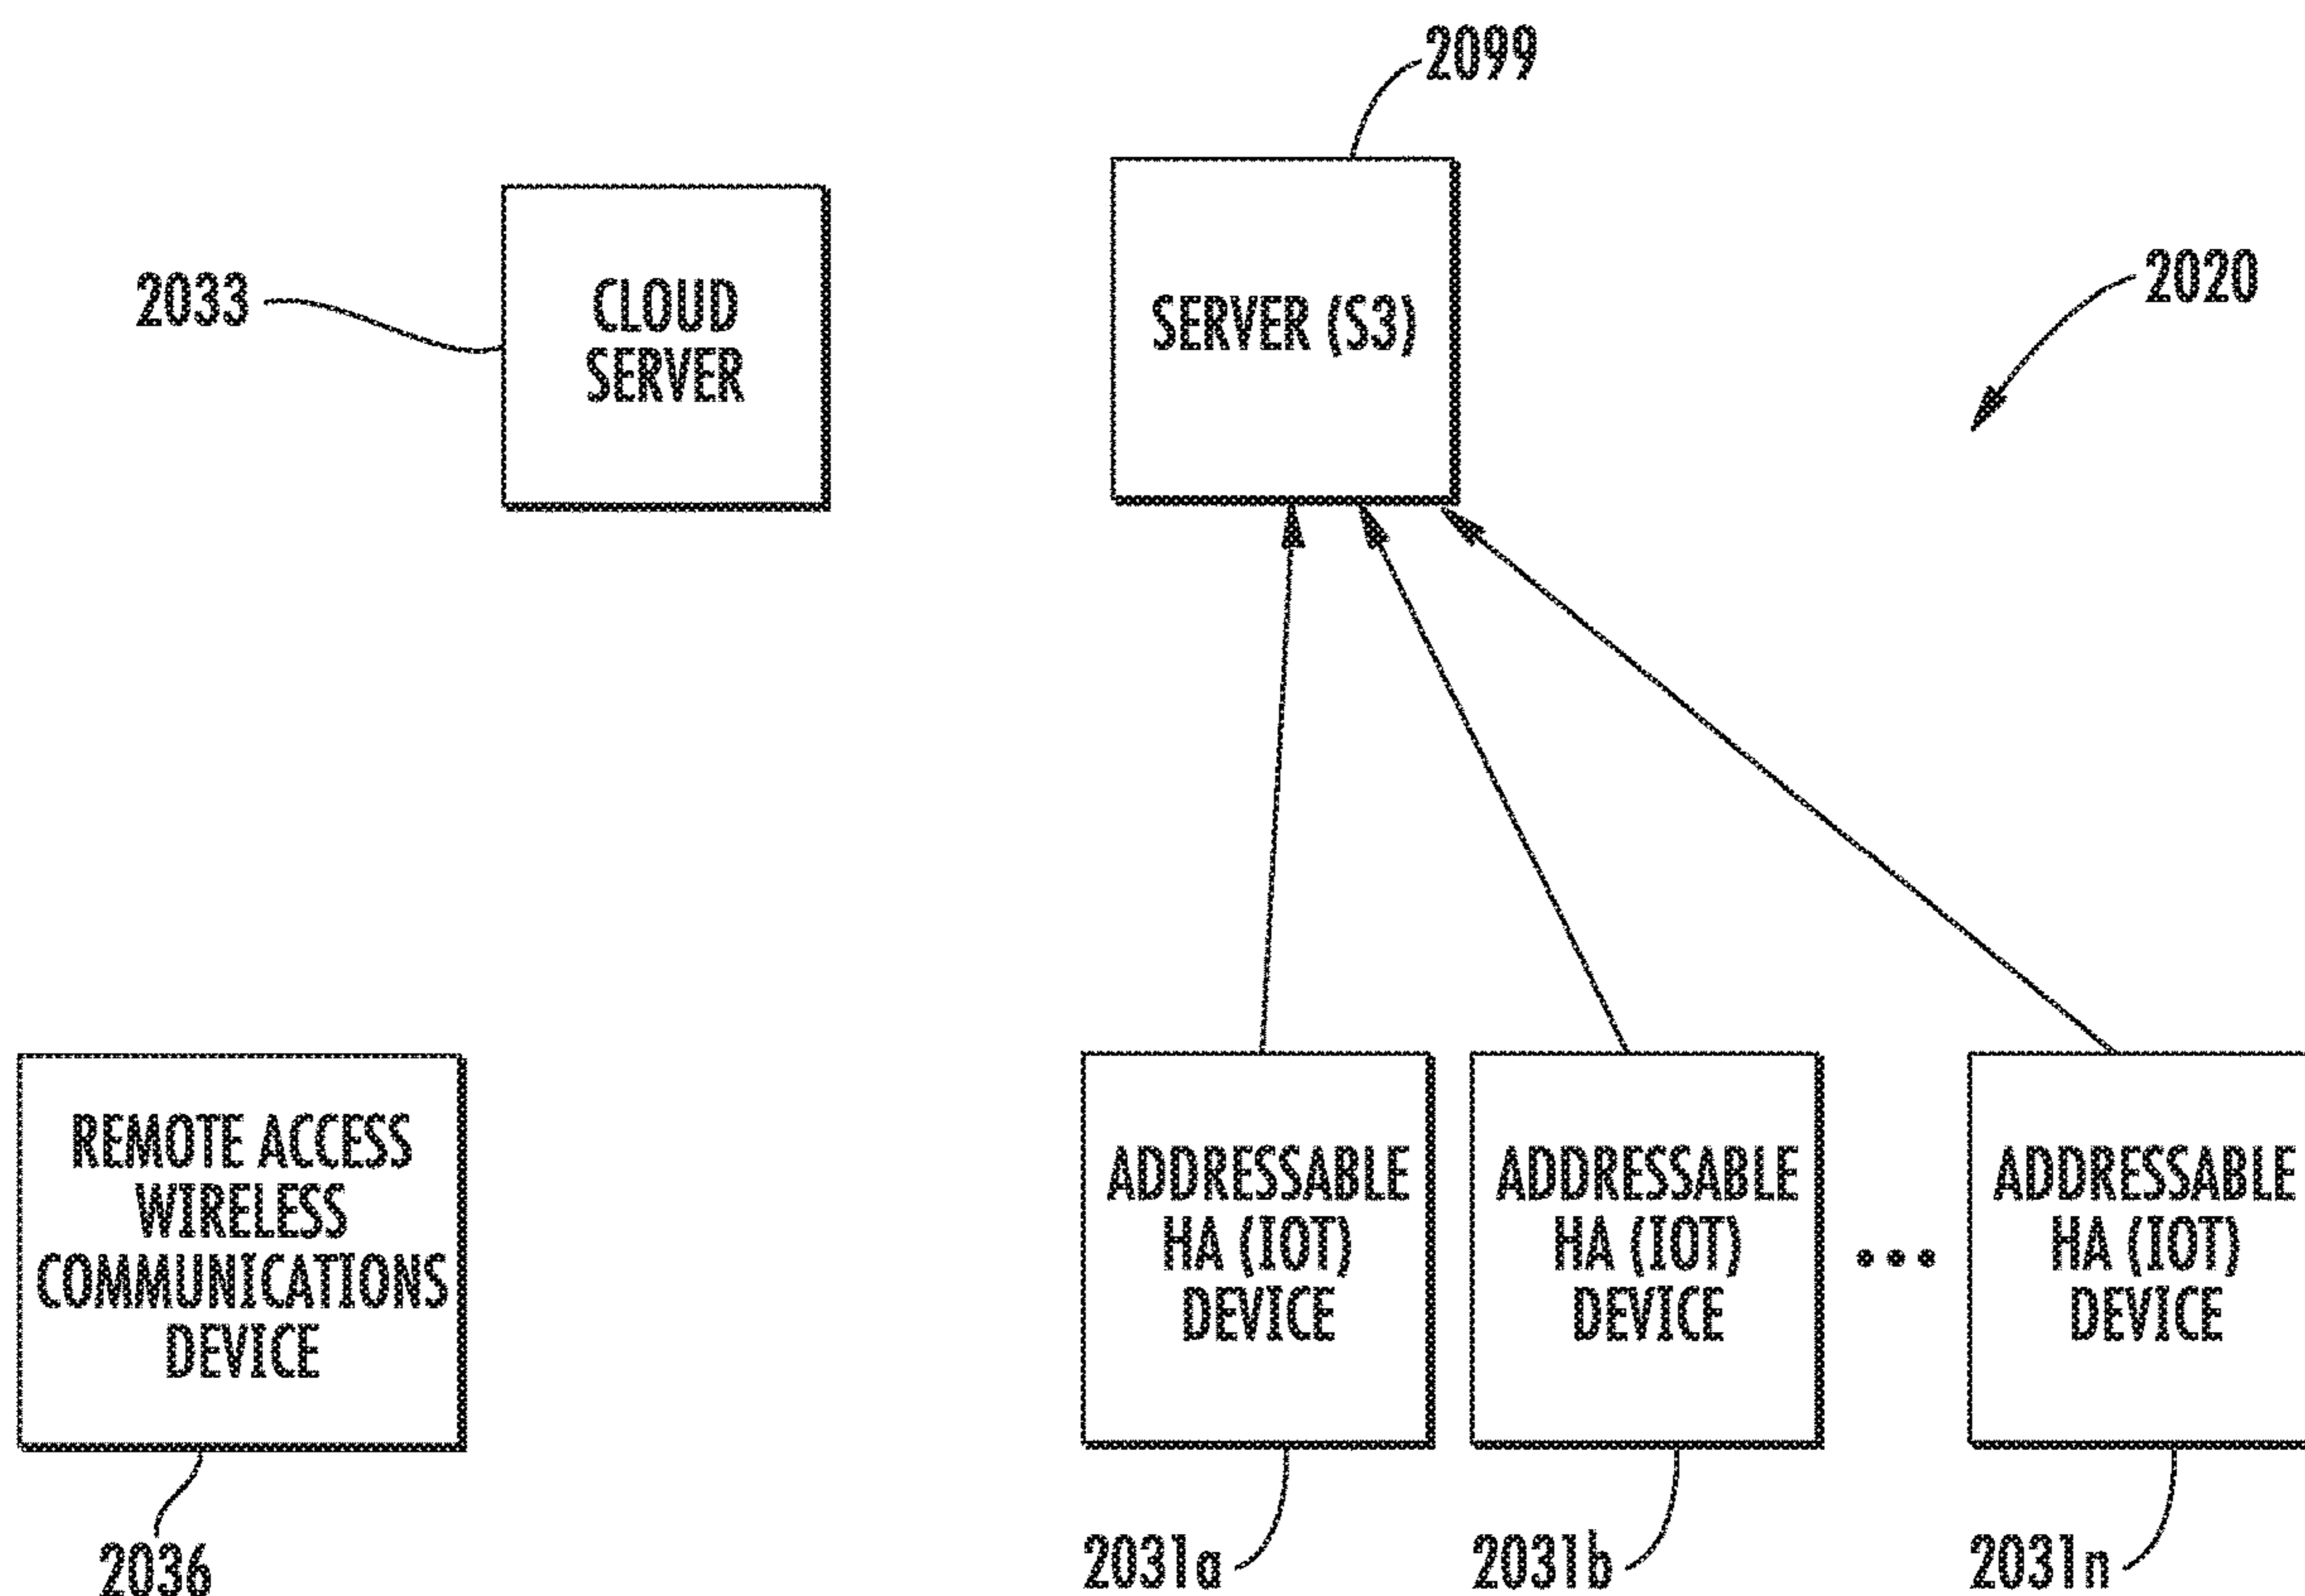 2099
2033
CLOUD
SERVER
SERVER (S3)
2020
REMOTE ACCESS
WIRELESS
COMMUNICATIONS
DEVICE
ADDRESSABLE
HA (IOT)
DEVICE
ADDRESSABLE
HA (IOT)
DEVICE
•••
ADDRESSABLE
HA (IOT)
DEVICE
2036
2031a
2031b
2031n